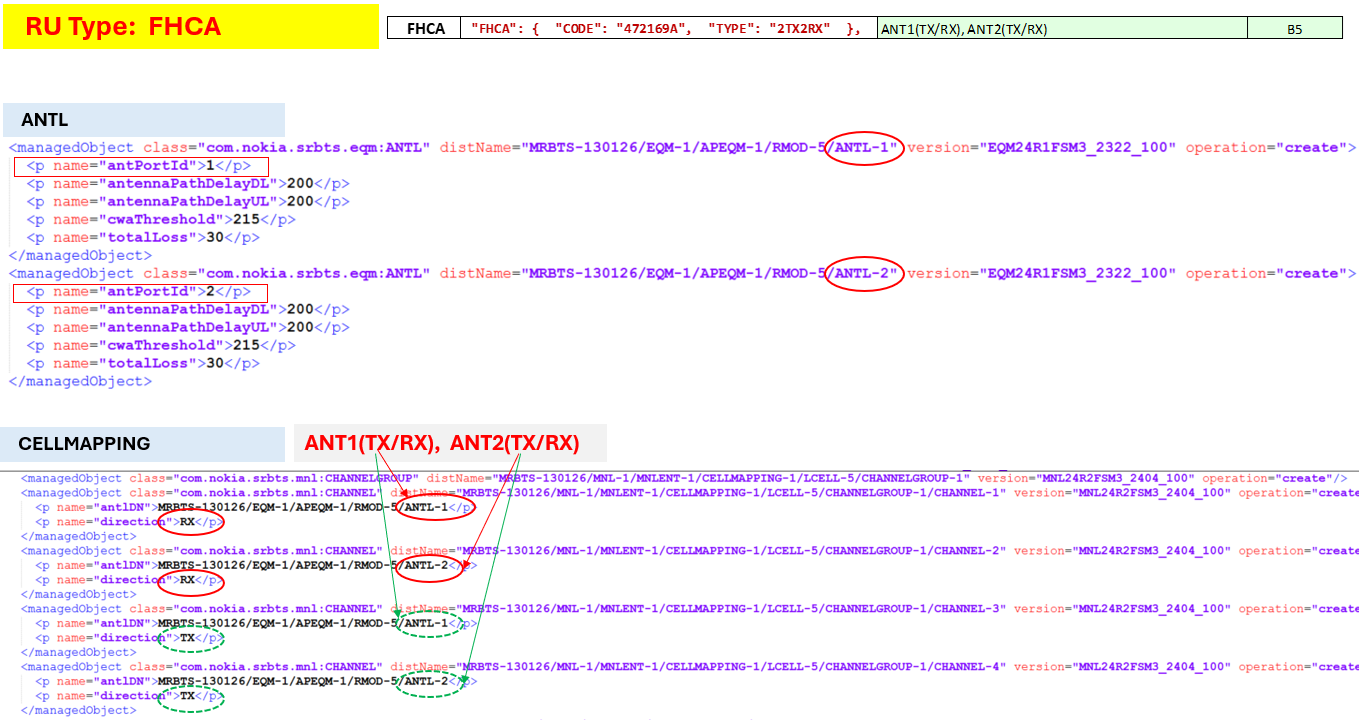 RU Type: FHCA
FHCA "FHCA": { "CODE": "472169A", "TYPE": "2TX2RX" }, ANT1(TX/RX), ANT2(TX/RX) B5
ANTL
<managedObject class="com.nokia.srbts.eqm:ANTL" distName="MRBTS-130126/EQM-1/APEQM-1/RMOD-5/ANTL-1" version="EQM24R1FSM3_2322_100" operation="create">
<p name="antPortId">1</p>
<p name="antennaPathDelayDL">200</p>
<p name="antennaPathDelayUL">200</p>
<p name="cwaThreshold">215</p>
<p name="totalLoss">30</p>
</managedObject>
<managedObject class="com.nokia.srbts.eqm:ANTL" distName="MRBTS-130126/EQM-1/APEQM-1/RMOD-5/ANTL-2" version="EQM24R1FSM3_2322_100" operation="create">
<p name="antPortId">2</p>
<p name="antennaPathDelayDL">200</p>
<p name="antennaPathDelayUL">200</p>
<p name="cwaThreshold">215</p>
<p name="totalLoss">30</p>
</managedObject>
CELLMAPPING
ANT1(TX/RX), ANT2(TX/RX)
<managedObject class="com.nokia.srbts.mnl:CHANNELGROUP" distName="MRBTS-130126/MNL-1/MNLENT-1/CELLMAPPING-1/LCELL-5/CHANNELGROUP-1" version="MNL24R2FSM3_2404_100" operation="create"/>
<managedObject class="com.nokia.srbts.mnl:CHANNEL" distName="MRBTS-130126/MNL-1/MNLENT-1/CELLMAPPING-1/LCELL-5/CHANNELGROUP-1/CHANNEL-1" version="MNL24R2FSM3_2404_100" operation="create
<p name="antlDN">MRBTS-130126/EQM-1/APEQM-1/RMOD-5/ANTL-1</p>
<p name="direction">RX</p>
</managedObject>
<managedObject class="com.nokia.srbts.mnl:CHANNEL" distName="MRBTS-130126/MNL-1/MNLENT-1/CELLMAPPING-1/LCELL-5/CHANNELGROUP-1/CHANNEL-2" version="MNL24R2FSM3_2404_100" operation="create
<p name="antlDN">MRBTS-130126/EQM-1/APEQM-1/RMOD-5/ANTL-2</p>
<p name="direction">RX</p>
</managedObject>
<managedObject class="com.nokia.srbts.mnl:CHANNEL" distName="MRBTS-130126/MNL-1/MNLENT-1/CELLMAPPING-1/LCELL-5/CHANNELGROUP-1/CHANNEL-3" version="MNL24R2FSM3_2404_100" operation="create
<p name="antlDN">MRBTS-130126/EQM-1/APEQM-1/RMOD-5/ANTL-1</p>
<p name="direction">TX</p>
</managedObject>
<managedObject class="com.nokia.srbts.mnl:CHANNEL" distName="MRBTS-130126/MNL-1/MNLENT-1/CELLMAPPING-1/LCELL-5/CHANNELGROUP-1/CHANNEL-4" version="MNL24R2FSM3_2404_100" operation="create
<p name="antlDN">MRBTS-130126/EQM-1/APEQM-1/RMOD-5/ANTL-2</p>
<p name="direction">TX</p>
</managedObject>